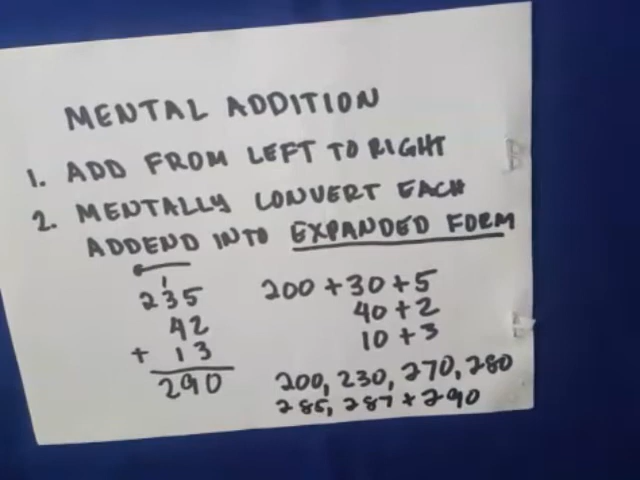 MENTAL ADDITION
1. ADD FROM LEFT TO RIGHT
2. MENTALLY CONVERT EACH
ADDEND INTO EXPANDED FORM
1
235
42
+ 13
290
200 + 30 + 5
40 + 2
10 + 3
200, 230, 270, 280
285, 287 + 290